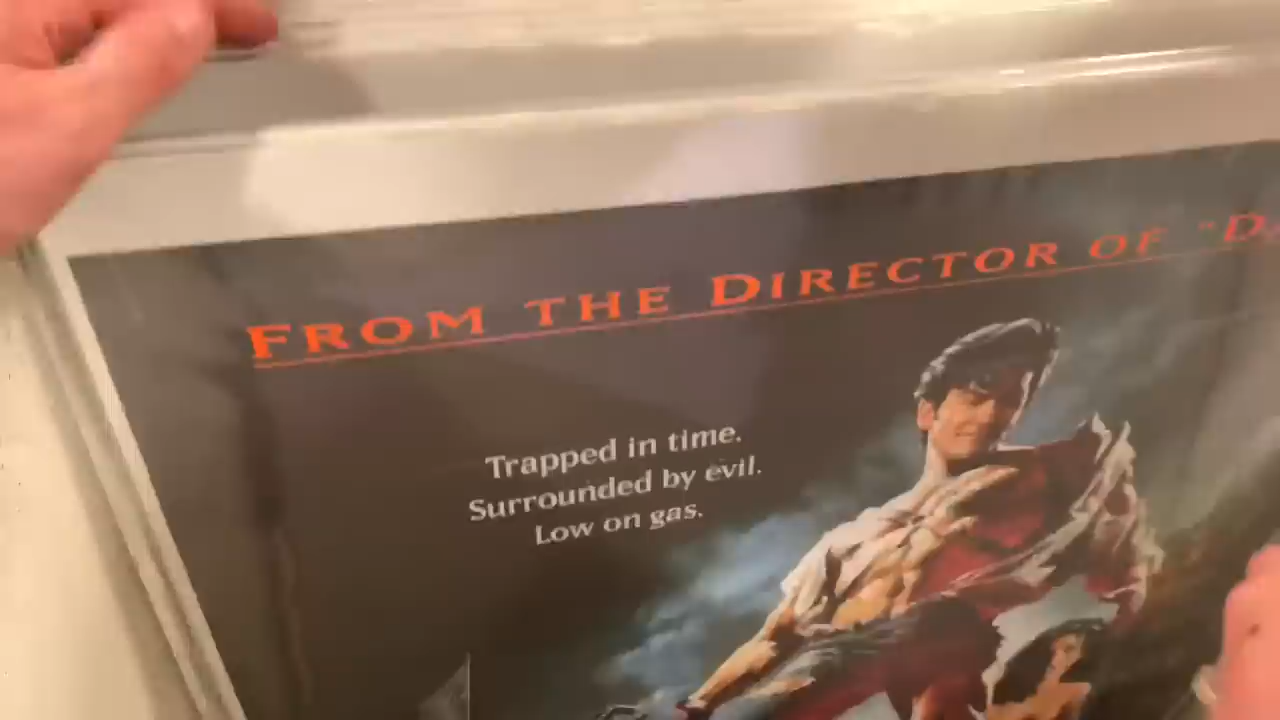 FROM THE DIRECTOR OF "D
Trapped in time.
Surrounded by evil.
Low on gas.